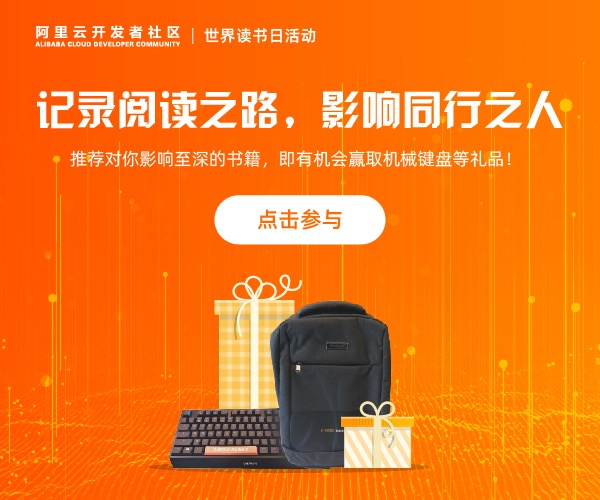 阿里云开发者社区
ALIBABA CLOUD DEVELOPER COMMUNITY
世界读书日活动
记录阅读之路，影响同行之人
推荐对你影响至深的书籍，即有机会赢取机械键盘等礼品！
点击参与